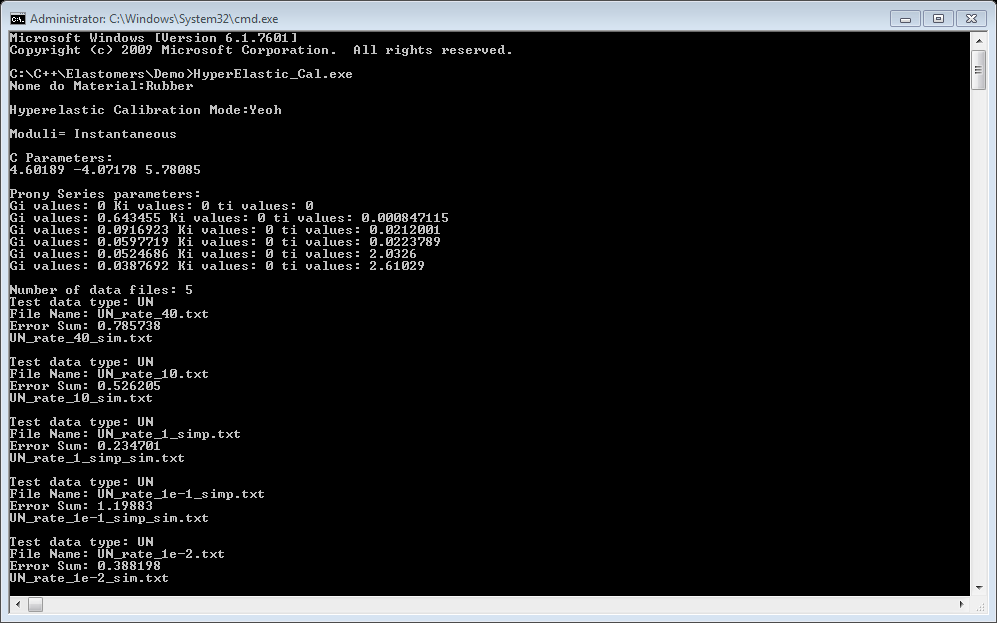 Administrator: C:\Windows\System32\cmd.exe
Microsoft Windows [Version 6.1.7601]
Copyright (c) 2009 Microsoft Corporation.  All rights reserved.
C:\C++\Elastomers\Demo>HyperElastic_Cal.exe
Nome do Material:Rubber
Hyperelastic Calibration Mode:Yeoh
Moduli= Instantaneous
C Parameters:
4.60189 -4.07178 5.78085
Prony Series parameters:
Gi values: 0 Ki values: 0 ti values: 0
Gi values: 0.643455 Ki values: 0 ti values: 0.000847115
Gi values: 0.0916923 Ki values: 0 ti values: 0.0212001
Gi values: 0.0597719 Ki values: 0 ti values: 0.0223789
Gi values: 0.0524686 Ki values: 0 ti values: 2.0326
Gi values: 0.0387692 Ki values: 0 ti values: 2.61029
Number of data files: 5
Test data type: UN
File Name: UN_rate_40.txt
Error Sum: 0.785738
UN_rate_40_sim.txt
Test data type: UN
File Name: UN_rate_10.txt
Error Sum: 0.526205
UN_rate_10_sim.txt
Test data type: UN
File Name: UN_rate_1_simp.txt
Error Sum: 0.234701
UN_rate_1_simp_sim.txt
Test data type: UN
File Name: UN_rate_1e-1_simp.txt
Error Sum: 1.19883
UN_rate_1e-1_simp_sim.txt
Test data type: UN
File Name: UN_rate_1e-2.txt
Error Sum: 0.388198
UN_rate_1e-2_sim.txt